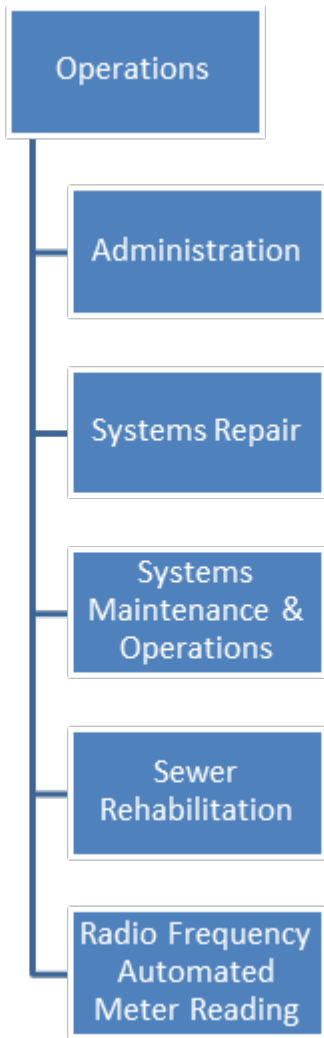 Operations
Administration
Systems Repair
Systems
Maintenance &
Operations
Sewer
Rehabilitation
Radio Frequency
Automated
Meter Reading